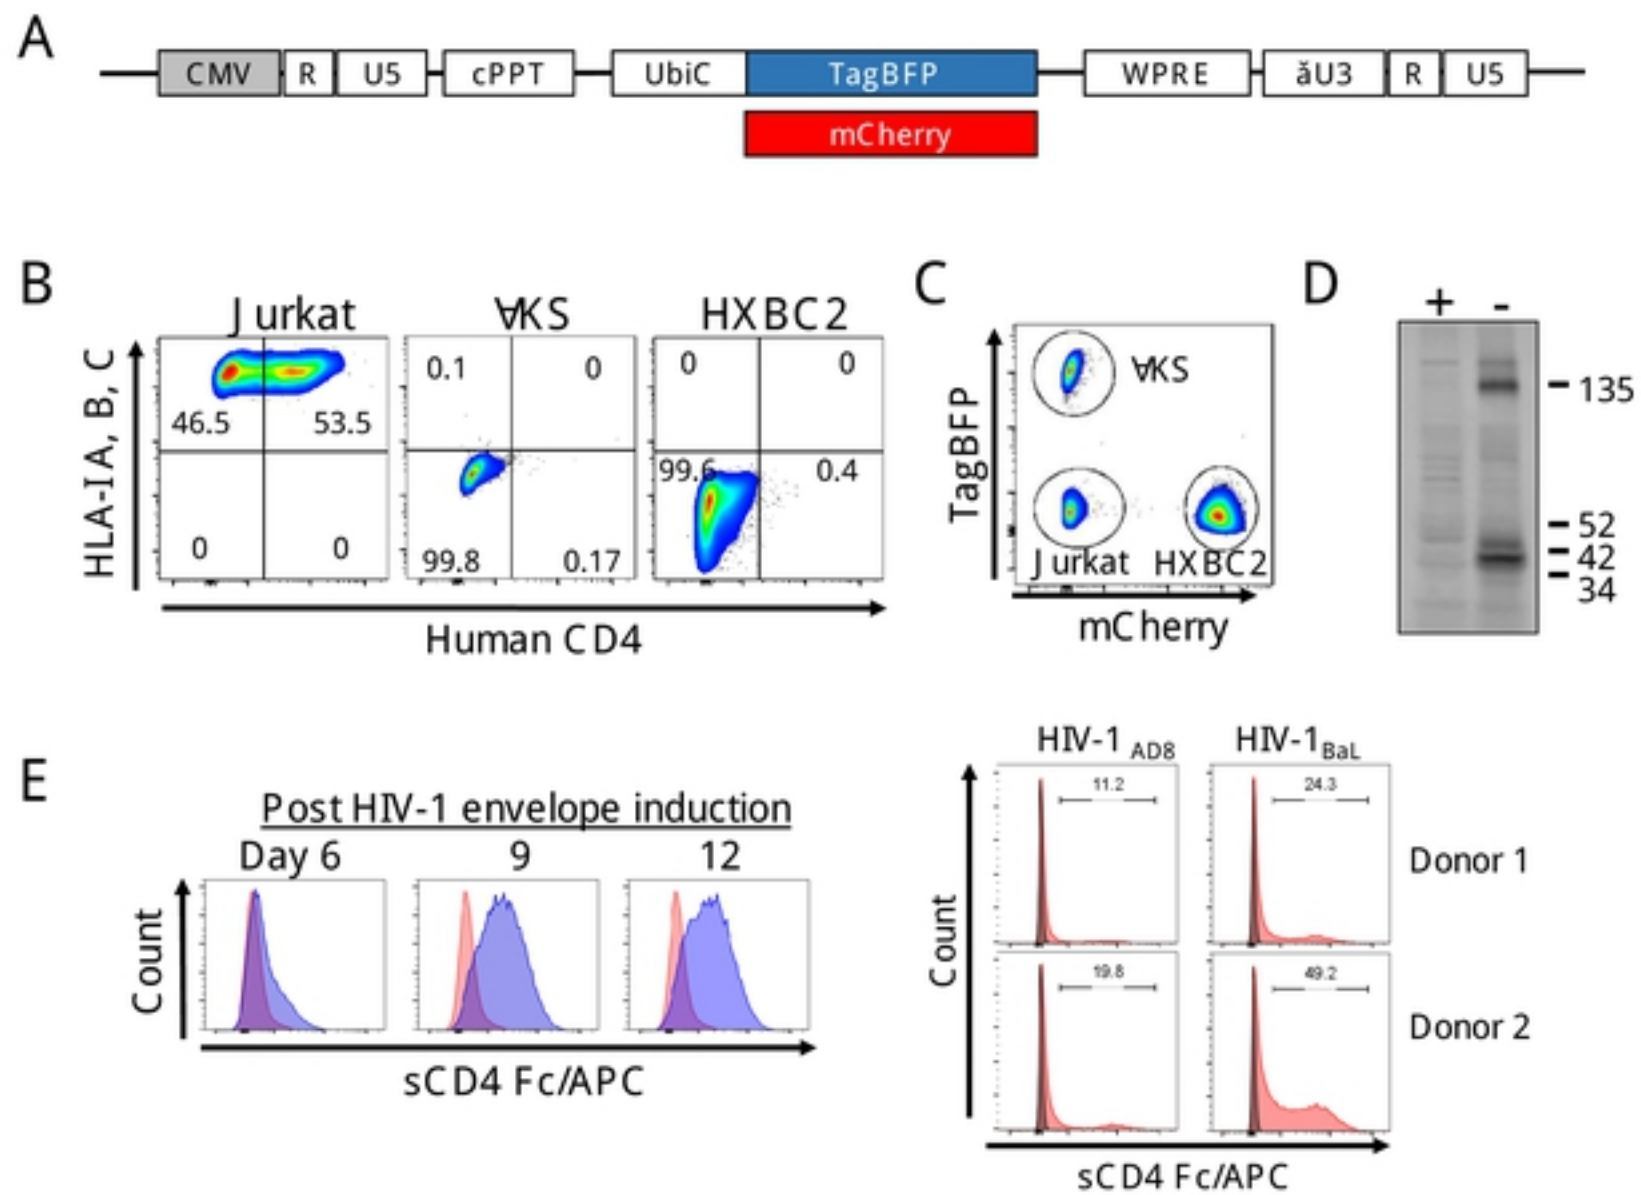 A
CMV R U5 cPPT UbiC TagBFP WPRE ăU3 R U5
mCherry
B
Jurkat ∀KS HXBC2
HLA-I A, B, C
46.5 53.5
0 0
0.1 0
99.8 0.17
0 0
99.6 0.4
Human CD4
C
TagBFP
∀KS
Jurkat HXBC2
mCherry
D
+ -
135
52
42
34
E
Post HIV-1 envelope induction
Day 6 9 12
Count
sCD4 Fc/APC
HIV-1 AD8 HIV-1 BaL
11.2 24.3
Donor 1
Count
19.8 49.2
Donor 2
sCD4 Fc/APC